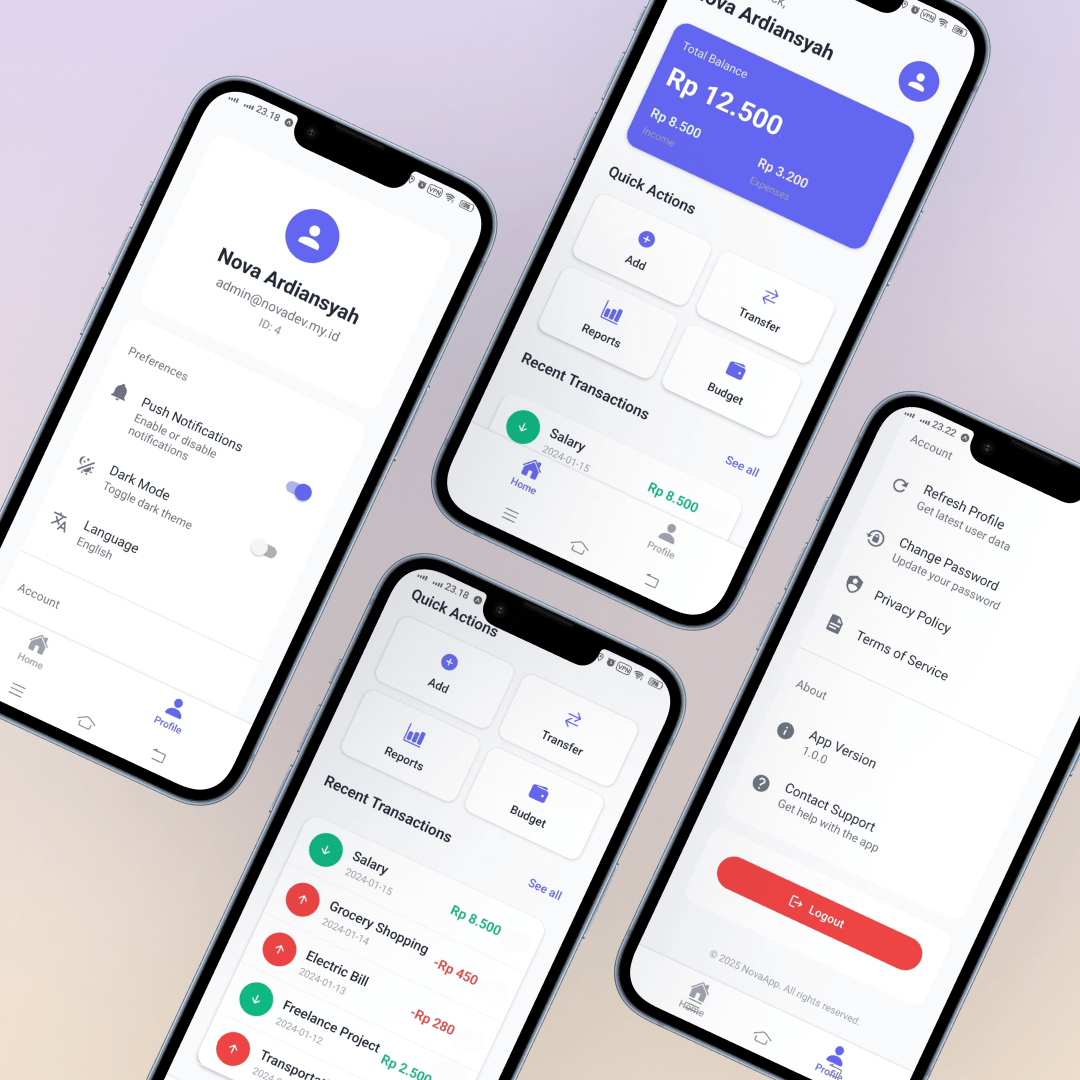 23.18
VPN
Nova Ardiansyah
admin@novadev.my.id
ID: 4
Preferences
Push Notifications
Enable or disable
notifications
Dark Mode
Toggle dark theme
Language
English
Account
Home
Profile
VPN
Nova Ardiansyah
Total Balance
Rp 12.500
Rp 8.500
Income
Rp 3.200
Expenses
Quick Actions
Add
Transfer
Reports
Budget
Recent Transactions
See all
Salary
2024-01-15
Rp 8.500
Home
Profile
23.18
VPN
Quick Actions
Add
Transfer
Reports
Budget
Recent Transactions
See all
Salary
2024-01-15
Rp 8.500
Grocery Shopping
2024-01-14
-Rp 450
Electric Bill
2024-01-13
-Rp 280
Freelance Project
2024-01-12
Rp 2.500
23.22
Account
Refresh Profile
Get latest user data
Change Password
Update your password
Privacy Policy
Terms of Service
About
App Version
1.0.0
Contact Support
Get help with the app
Logout
© 2025 NovaApp. All rights reserved.
Home
Profile